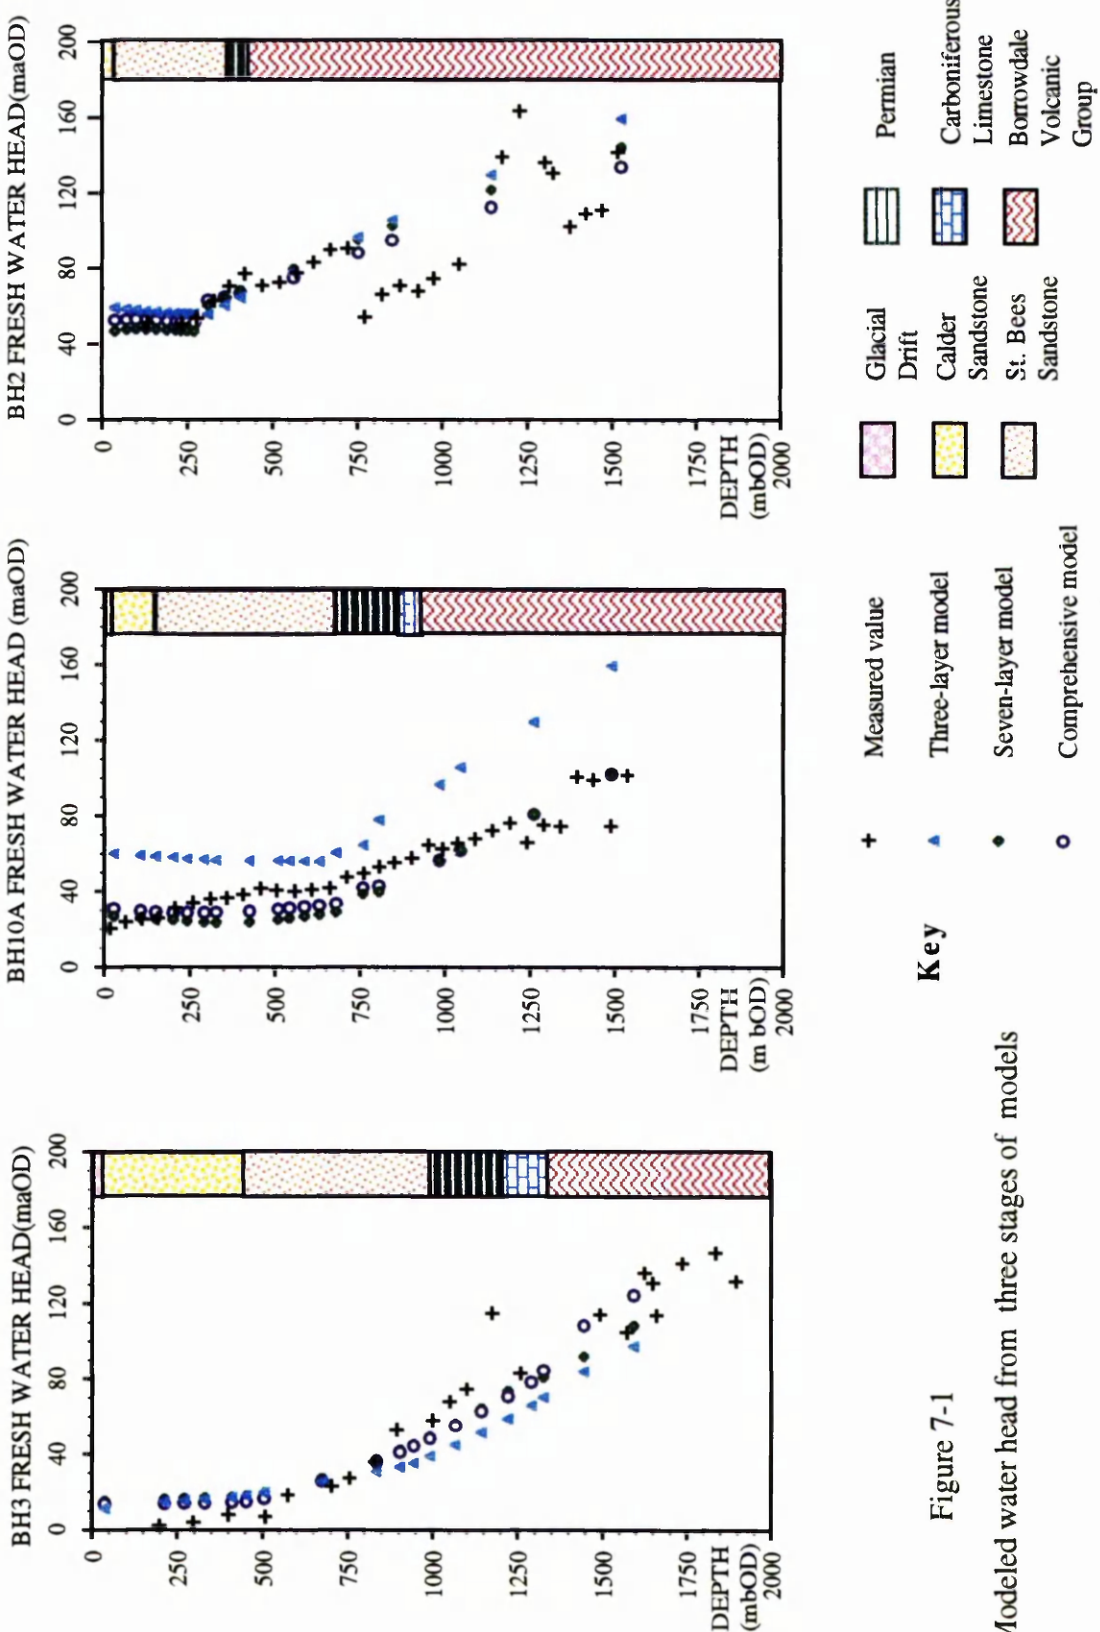 BH3 FRESH WATER HEAD(maOD)
0
40
80
120
160
200
0
250
500
750
1000
1250
1500
1750
2000
DEPTH
(mbOD)
BH10A FRESH WATER HEAD (maOD)
0
40
80
120
160
200
0
250
500
750
1000
1250
1500
1750
2000
DEPTH
(m bOD)
BH2 FRESH WATER HEAD(maOD)
0
40
80
120
160
200
0
250
500
750
1000
1250
1500
1750
2000
DEPTH
(mbOD)
Key
Measured value
Three-layer model
Seven-layer model
Comprehensive model
Glacial
Drift
Calder
Sandstone
St. Bees
Sandstone
Permian
Carboniferous
Limestone
Borrowdale
Volcanic
Group
Figure 7-1
Modeled water head from three stages of models